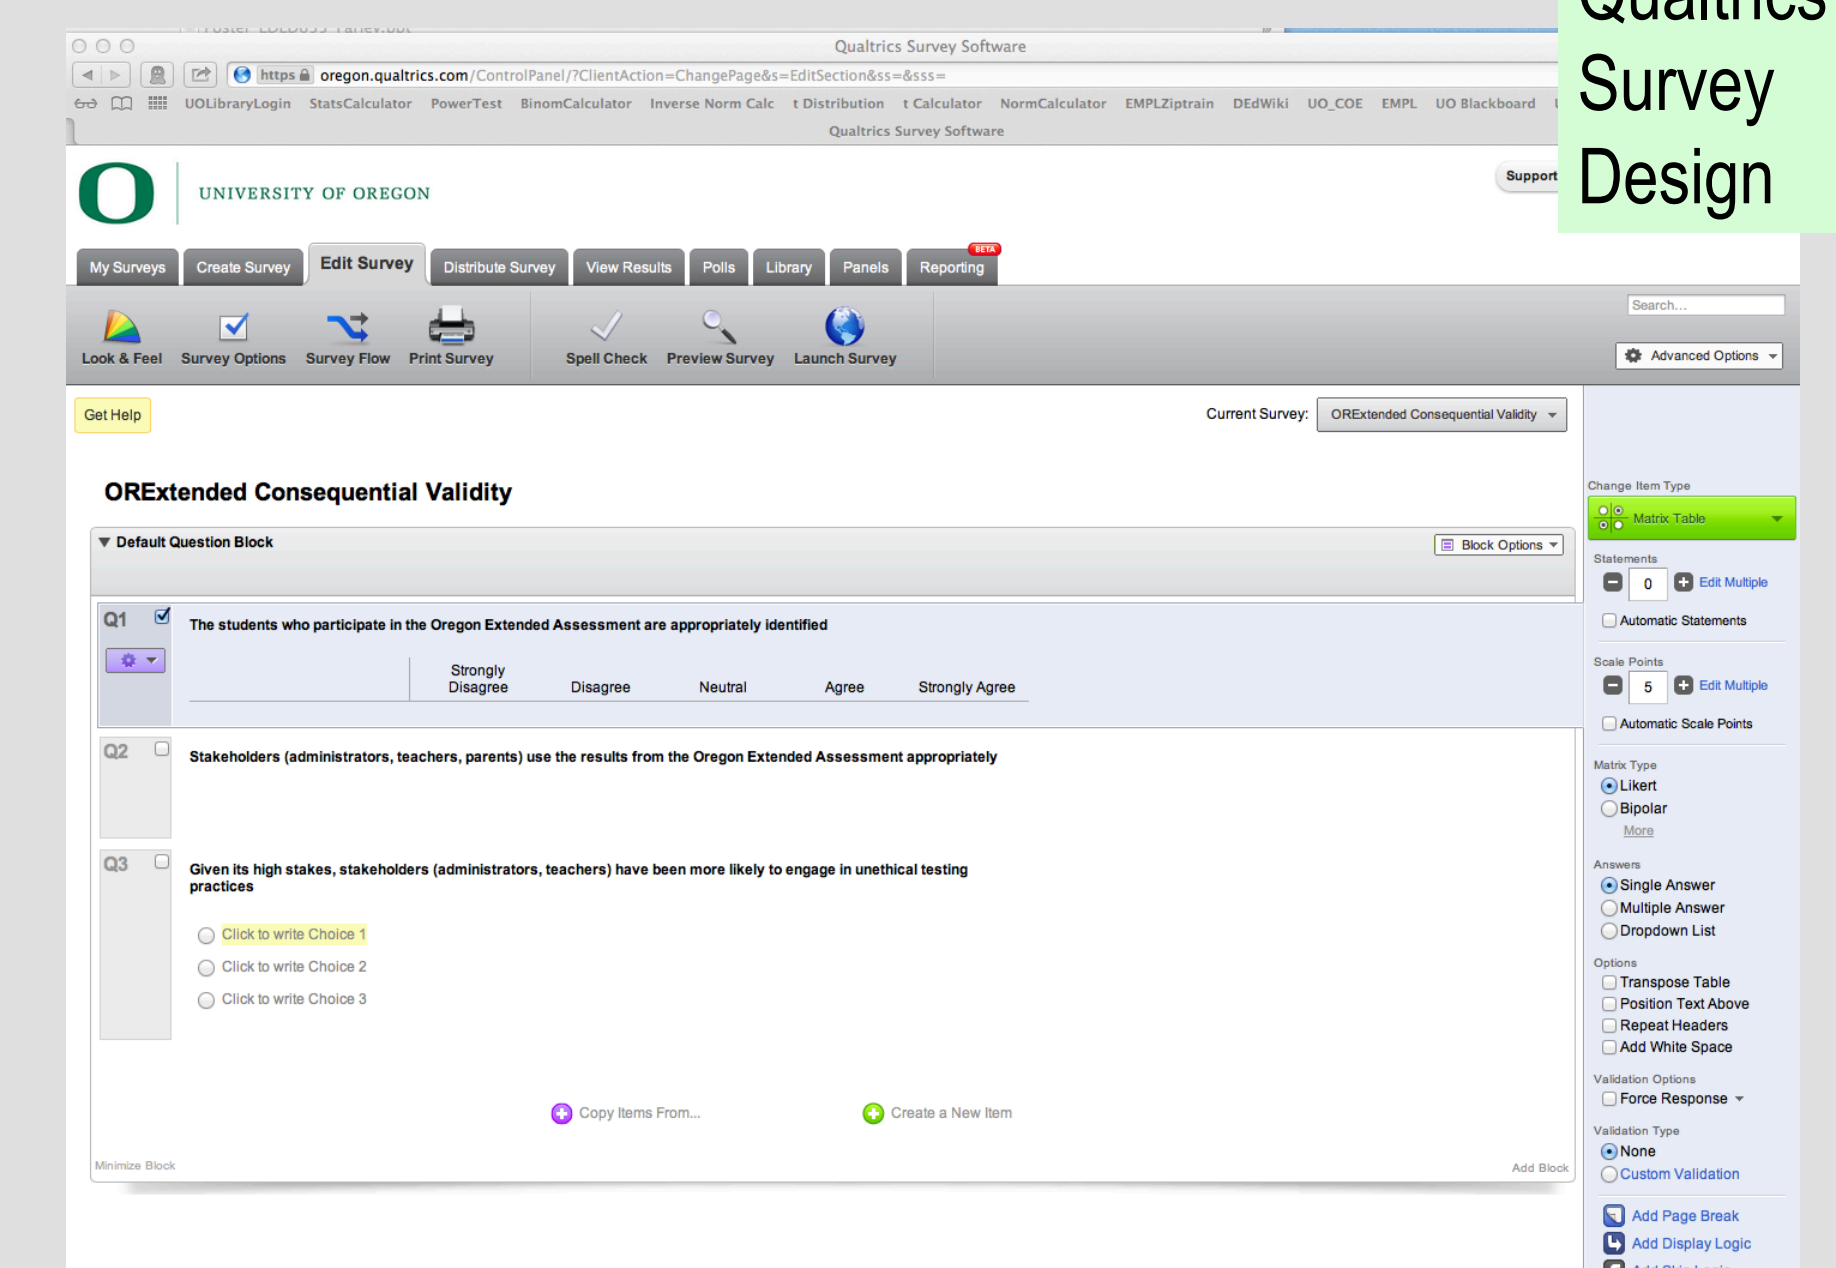 Qualtrics
Survey
Design
Qualtrics Survey Software
https oregon.qualtrics.com/ControlPanel/?ClientAction=ChangePage&s=EditSection&ss=&sss=
UOLibraryLogin StatsCalculator PowerTest BinomCalculator Inverse Norm Calc t Distribution t Calculator NormCalculator EMPLZiptrain DEdWiki UO_COE EMPL UO Blackboard
Qualtrics Survey Software
O UNIVERSITY OF OREGON
Support
My Surveys Create Survey Edit Survey Distribute Survey View Results Polls Library Panels Reporting BETA
Search...
Look & Feel Survey Options Survey Flow Print Survey Spell Check Preview Survey Launch Survey
Advanced Options
Get Help
Current Survey: ORExtended Consequential Validity
ORExtended Consequential Validity
Default Question Block
Block Options
Q1
The students who participate in the Oregon Extended Assessment are appropriately identified
Strongly
Disagree Disagree Neutral Agree Strongly Agree
Q2
Stakeholders (administrators, teachers, parents) use the results from the Oregon Extended Assessment appropriately
Q3
Given its high stakes, stakeholders (administrators, teachers) have been more likely to engage in unethical testing
practices
Click to write Choice 1
Click to write Choice 2
Click to write Choice 3
Copy Items From... Create a New Item
Minimize Block Add Block
Change Item Type
Matrix Table
Statements
0 Edit Multiple
Automatic Statements
Scale Points
5 Edit Multiple
Automatic Scale Points
Matrix Type
Likert
Bipolar
More
Answers
Single Answer
Multiple Answer
Dropdown List
Options
Transpose Table
Position Text Above
Repeat Headers
Add White Space
Validation Options
Force Response
Validation Type
None
Custom Validation
Add Page Break
Add Display Logic